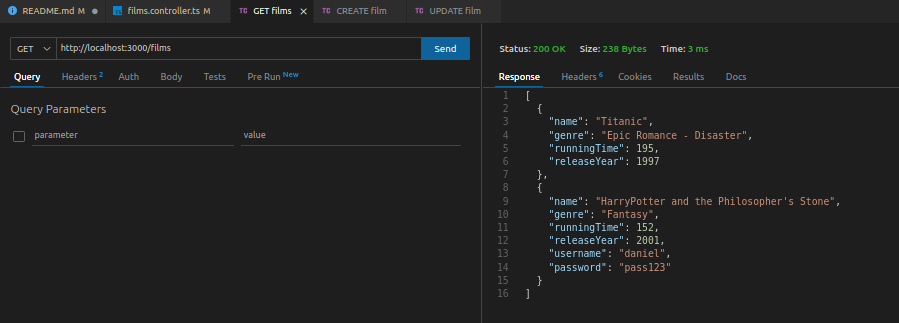 README.md M films.controller.ts M TC GET films TC CREATE film TC UPDATE film
GET http://localhost:3000/films Send
Status: 200 OK Size: 238 Bytes Time: 3 ms
Query Headers 2 Auth Body Tests Pre Run New
Response Headers 6 Cookies Results Docs
Query Parameters
parameter value
1 [
2 {
3 "name": "Titanic",
4 "genre": "Epic Romance - Disaster",
5 "runningTime": 195,
6 "releaseYear": 1997
7 },
8 {
9 "name": "HarryPotter and the Philosopher's Stone",
10 "genre": "Fantasy",
11 "runningTime": 152,
12 "releaseYear": 2001,
13 "username": "daniel",
14 "password": "pass123"
15 }
16 ]